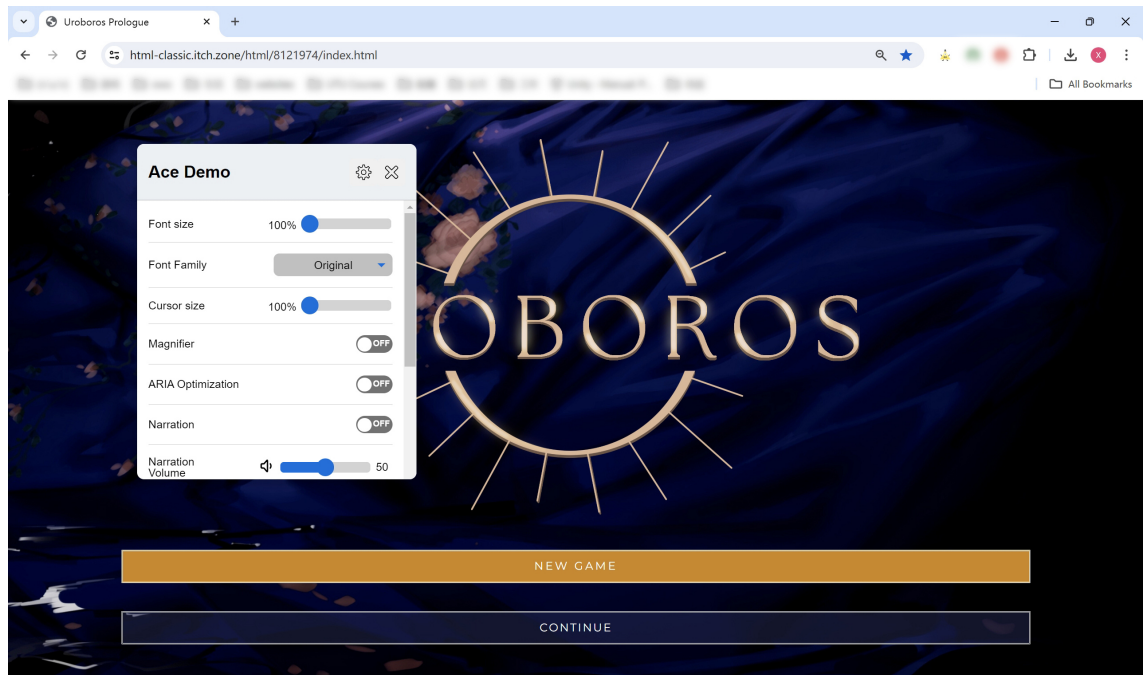 Uroboros Prologue
html-classic.itch.zone/html/8121974/index.html
X
All Bookmarks
Ace Demo
Font size 100%
Font Family Original
Cursor size 100%
Magnifier OFF
ARIA Optimization OFF
Narration OFF
Narration
Volume 50
OBOROS
NEW GAME
CONTINUE